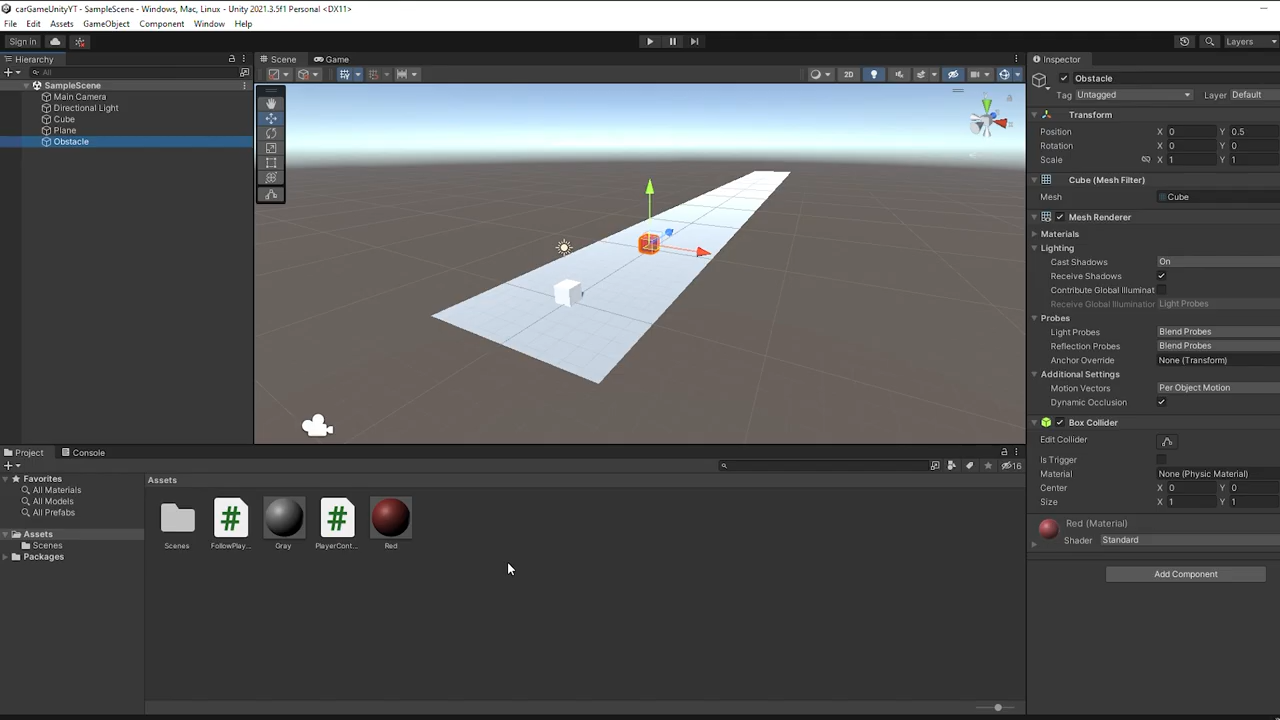 carGameUnityYT - SampleScene - Windows, Mac, Linux - Unity 2021.3.5f1 Personal <DX11>
File Edit Assets GameObject Component Window Help
Sign in
Layers
Hierarchy
All
SampleScene
Main Camera
Directional Light
Cube
Plane
Obstacle
Scene Game
2D
Inspector
Obstacle
Tag Untagged Layer Default
Transform
Position X 0 Y 0.5
Rotation X 0 Y 0
Scale X 1 Y 1
Cube (Mesh Filter)
Mesh Cube
Mesh Renderer
Materials
Lighting
Cast Shadows On
Receive Shadows
Contribute Global Illuminat
Receive Global Illumination Light Probes
Probes
Light Probes Blend Probes
Reflection Probes Blend Probes
Anchor Override None (Transform)
Additional Settings
Motion Vectors Per Object Motion
Dynamic Occlusion
Box Collider
Edit Collider
Is Trigger
Material None (Physic Material)
Center X 0 Y 0
Size X 1 Y 1
Red (Material)
Shader Standard
Add Component
Project Console
16
Favorites
All Materials
All Models
All Prefabs
Assets
Scenes
Packages
Assets
Scenes FollowPlay... Gray PlayerCont... Red